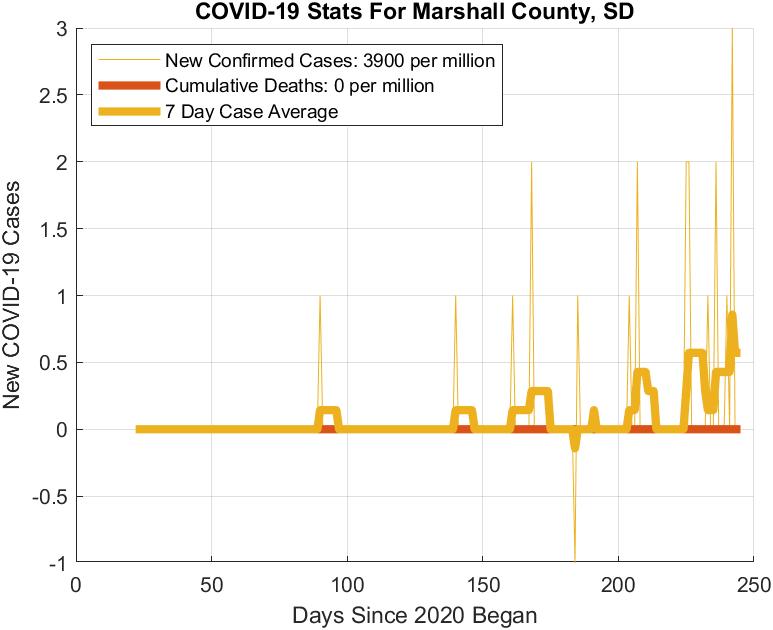 COVID-19 Stats For Marshall County, SD
3
New Confirmed Cases: 3900 per million
Cumulative Deaths: 0 per million
7 Day Case Average
2.5
2
1.5
1
0.5
0
-0.5
-1
New COVID-19 Cases
0 50 100 150 200 250
Days Since 2020 Began